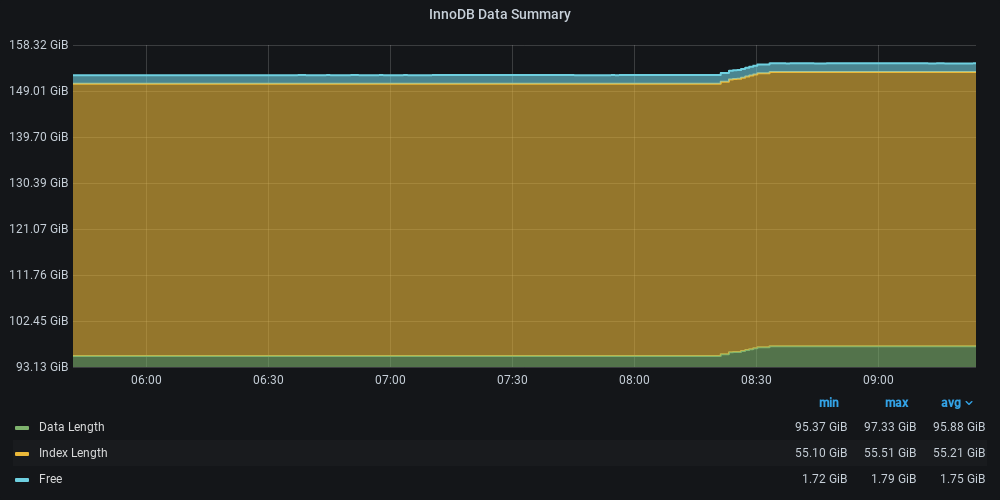 InnoDB Data Summary
158.32 GiB
149.01 GiB
139.70 GiB
130.39 GiB
121.07 GiB
111.76 GiB
102.45 GiB
93.13 GiB
06:00 06:30 07:00 07:30 08:00 08:30 09:00
min max avg
Data Length 95.37 GiB 97.33 GiB 95.88 GiB
Index Length 55.10 GiB 55.51 GiB 55.21 GiB
Free 1.72 GiB 1.79 GiB 1.75 GiB